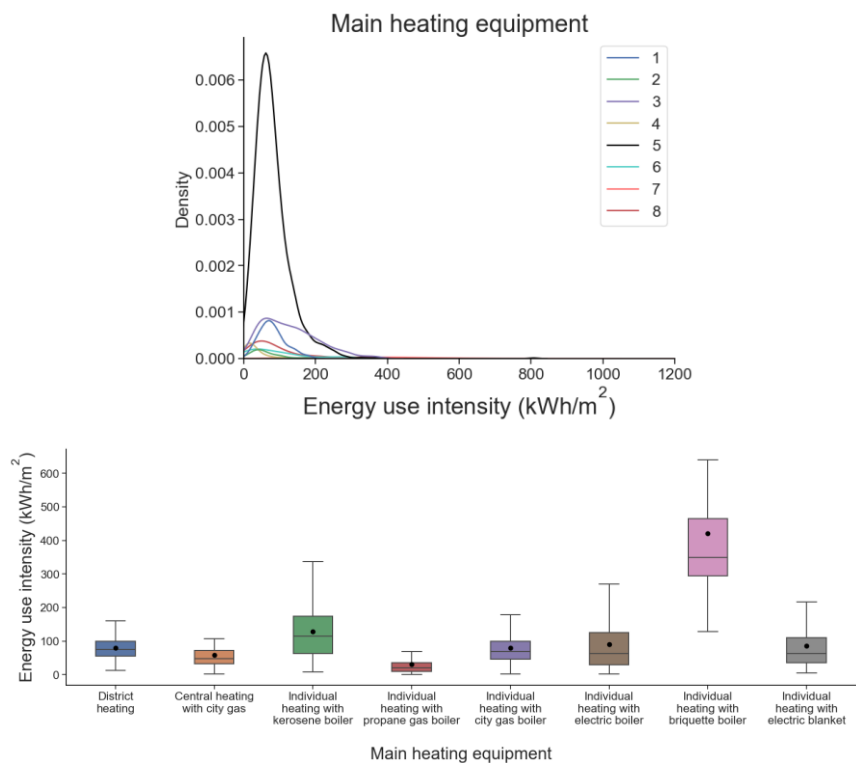 Main heating equipment
1
2
3
4
5
6
7
8
Density
0.006
0.005
0.004
0.003
0.002
0.001
0.000
0 200 400 600 800 1000 1200
Energy use intensity (kWh/m²)
Energy use intensity (kWh/m²)
600
500
400
300
200
100
0
District
heating
Central heating
with city gas
Individual
heating with
kerosene boiler
Individual
heating with
propane gas boiler
Individual
heating with
city gas boiler
Individual
heating with
electric boiler
Individual
heating with
briquette boiler
Individual
heating with
electric blanket
Main heating equipment